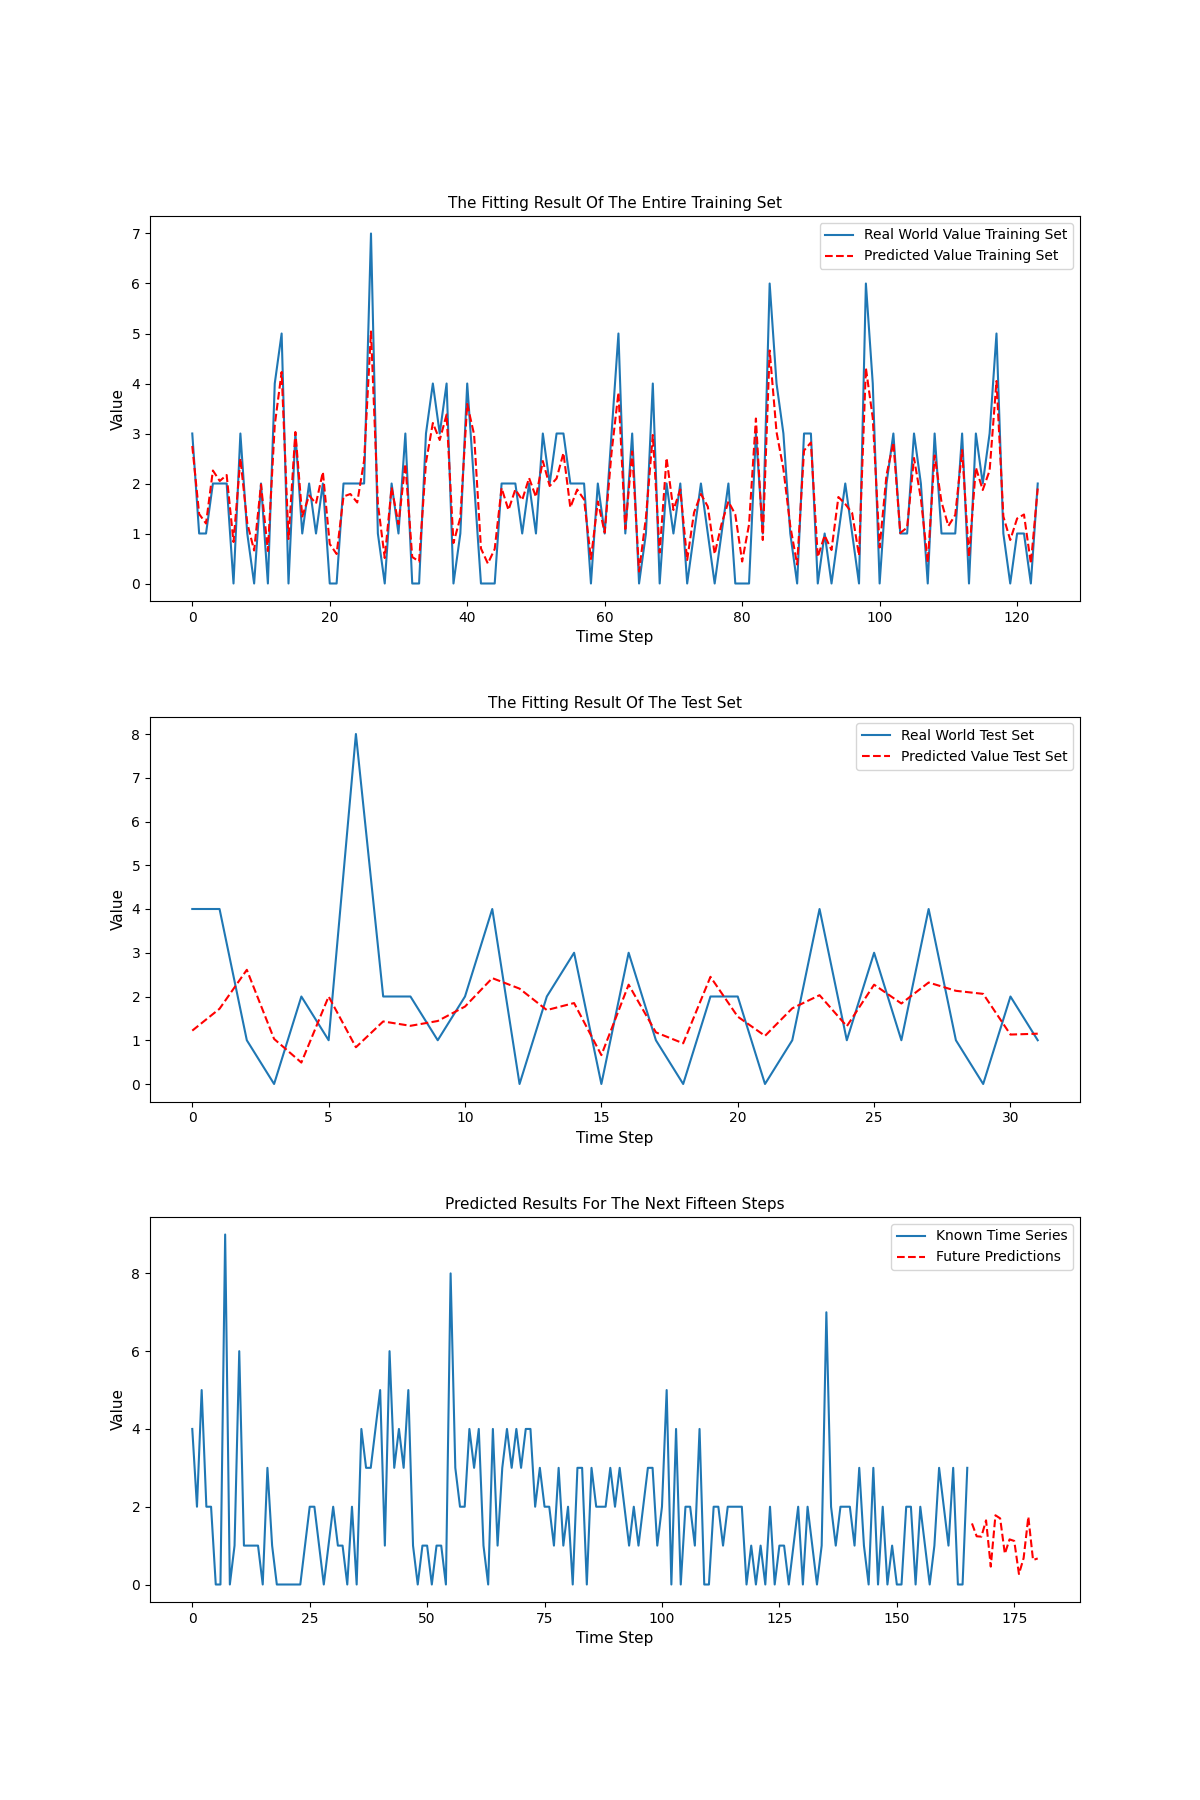 The Fitting Result Of The Entire Training Set
Real World Value Training Set
Predicted Value Training Set
Value
7
6
5
4
3
2
1
0
0 20 40 60 80 100 120
Time Step
The Fitting Result Of The Test Set
Real World Test Set
Predicted Value Test Set
Value
8
7
6
5
4
3
2
1
0
0 5 10 15 20 25 30
Time Step
Predicted Results For The Next Fifteen Steps
Known Time Series
Future Predictions
Value
8
6
4
2
0
0 25 50 75 100 125 150 175
Time Step